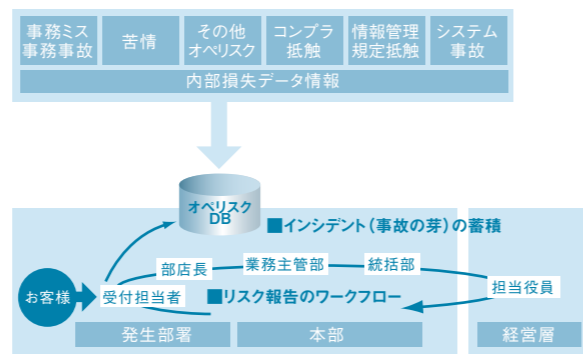 事務ミス
事務事故
苦情
その他
オペリスク
コンプラ
抵触
情報管理
規定抵触
システム
事故
内部損失データ情報
オペリスク
DB
■インシデント(事故の芽)の蓄積
部店長
業務主管部
統括部
担当役員
お客様
受付担当者
■リスク報告のワークフロー
発生部署
本部
経営層